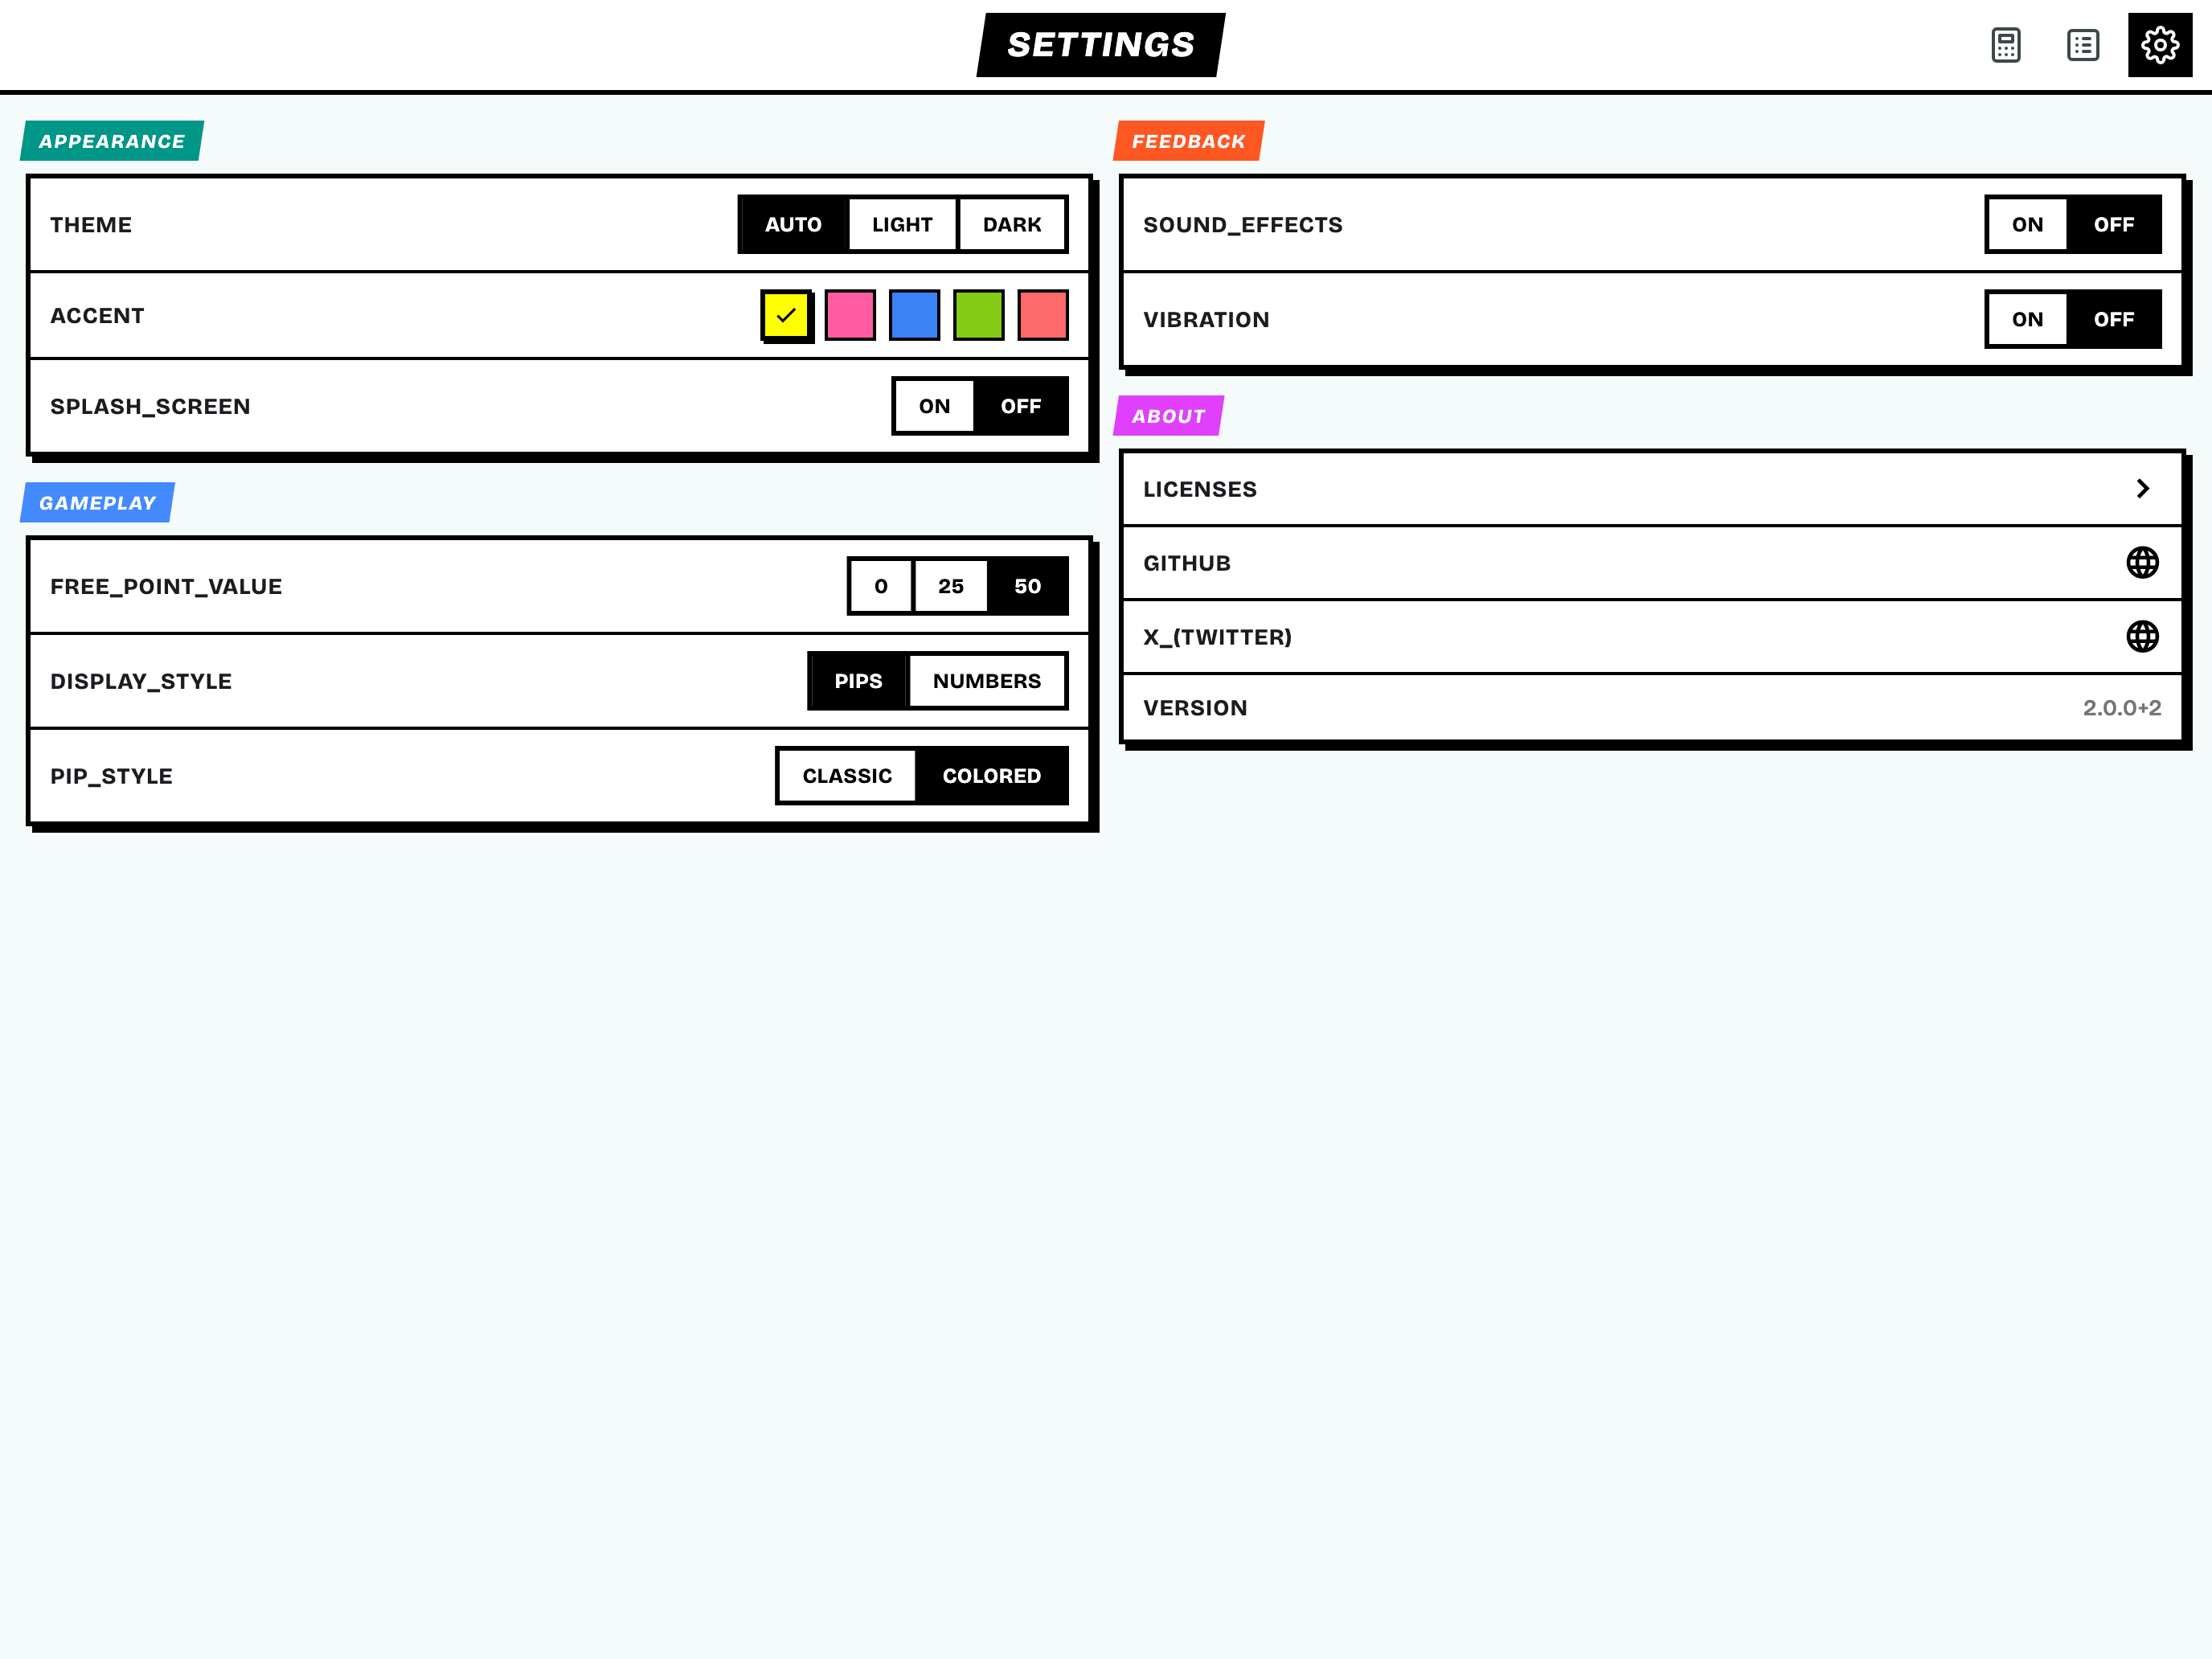 SETTINGS
APPEARANCE
THEME AUTO LIGHT DARK
ACCENT
SPLASH_SCREEN ON OFF
GAMEPLAY
FREE_POINT_VALUE 0 25 50
DISPLAY_STYLE PIPS NUMBERS
PIP_STYLE CLASSIC COLORED
FEEDBACK
SOUND_EFFECTS ON OFF
VIBRATION ON OFF
ABOUT
LICENSES
GITHUB
X_(TWITTER)
VERSION 2.0.0+2